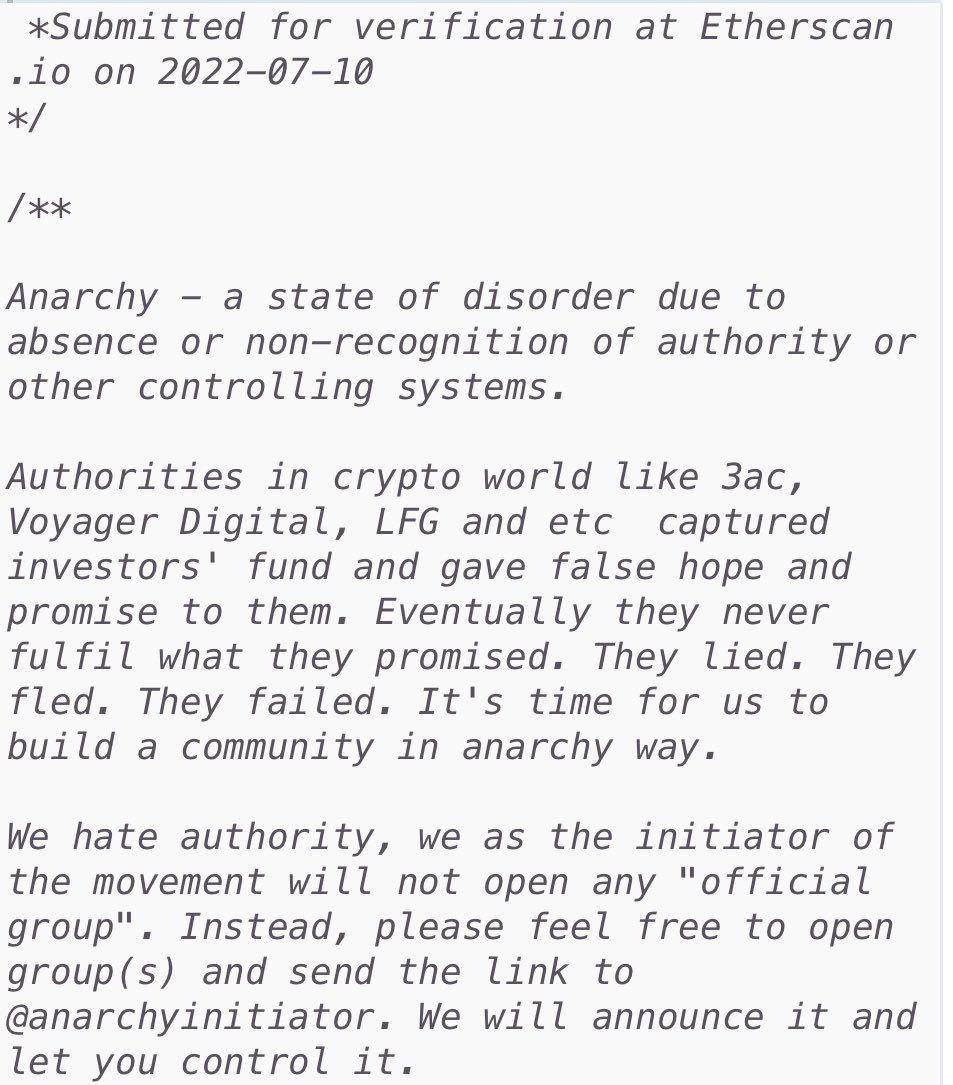 *Submitted for verification at Etherscan
.io on 2022-07-10
*/
/**
Anarchy - a state of disorder due to
absence or non-recognition of authority or
other controlling systems.
Authorities in crypto world like 3ac,
Voyager Digital, LFG and etc  captured
investors' fund and gave false hope and
promise to them. Eventually they never
fulfil what they promised. They lied. They
fled. They failed. It's time for us to
build a community in anarchy way.
We hate authority, we as the initiator of
the movement will not open any "official
group". Instead, please feel free to open
group(s) and send the link to
@anarchyinitiator. We will announce it and
let you control it.